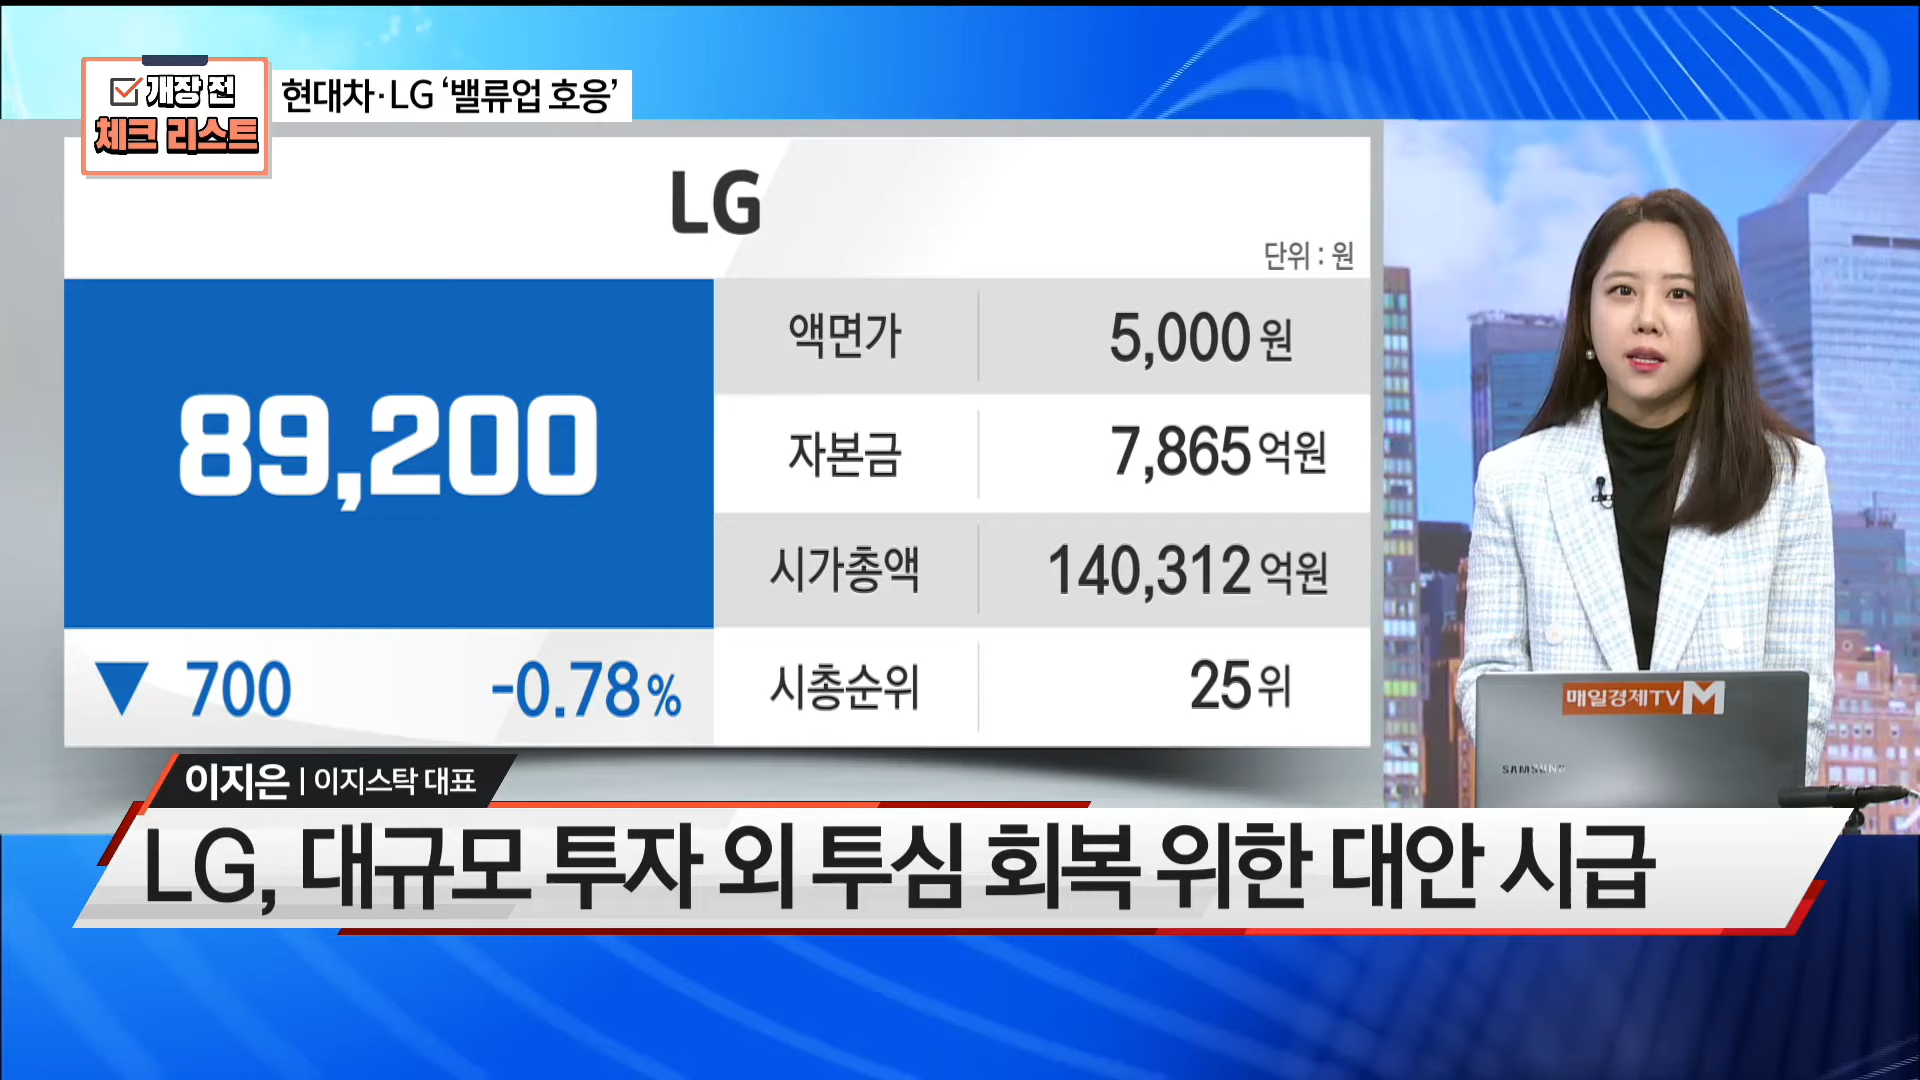 개장 전
체크 리스트
현대차·LG ‘밸류업 호응’
LG
단위 : 원
89,200
▼ 700 -0.78%
액면가 5,000원
자본금 7,865억원
시가총액 140,312억원
시총순위 25위
매일경제TV M
SAMSUNG
이지은 | 이지스탁 대표
LG, 대규모 투자 외 투심 회복 위한 대안 시급